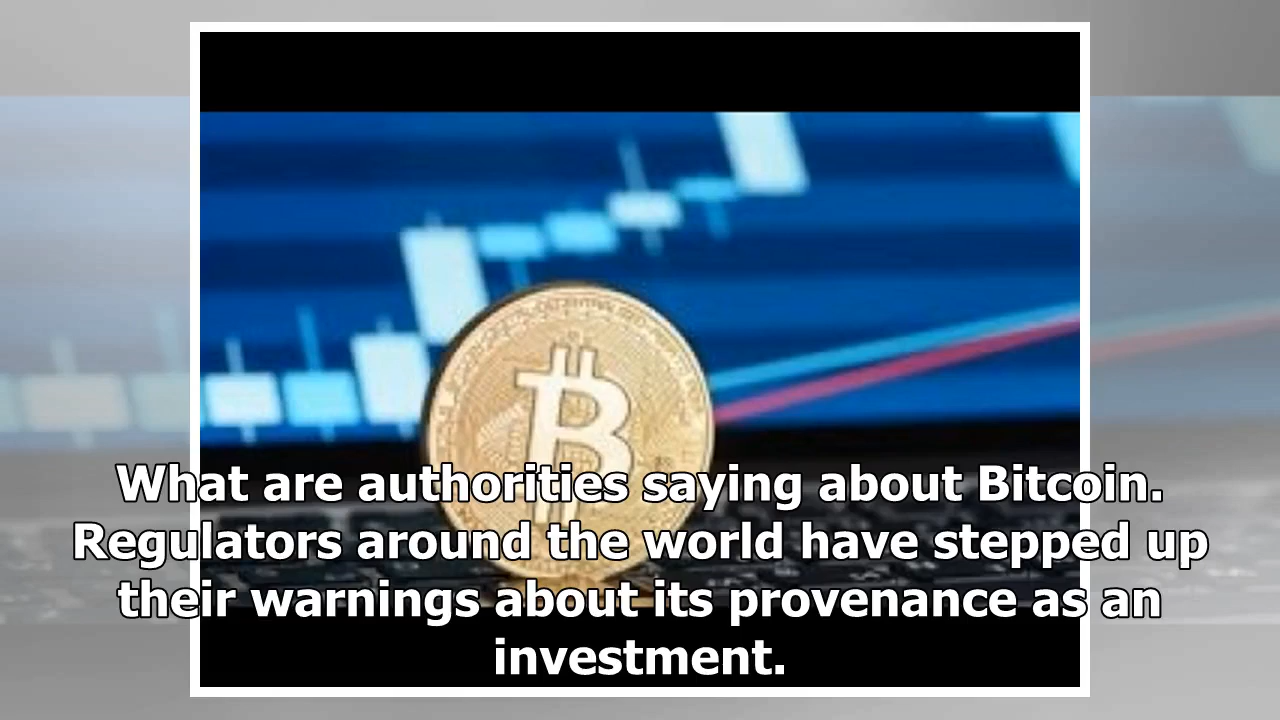 What are authorities saying about Bitcoin.
Regulators around the world have stepped up
their warnings about its provenance as an
investment.